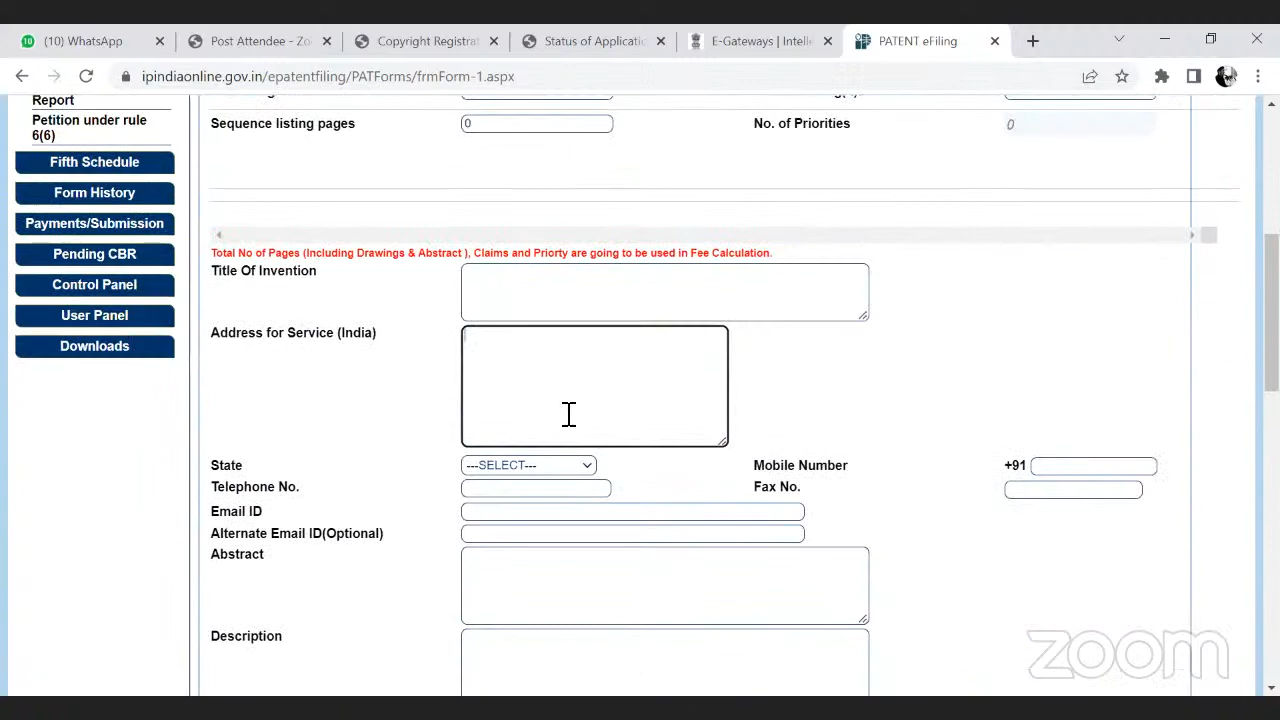 (10) WhatsApp
Post Attendee - Zo
Copyright Registrat
Status of Applicatio
E-Gateways | Intell
PATENT eFiling
ipindiaonline.gov.in/epatentfiling/PATForms/frmForm-1.aspx
Report
Petition under rule
6(6)
Fifth Schedule
Form History
Payments/Submission
Pending CBR
Control Panel
User Panel
Downloads
Sequence listing pages 0 No. of Priorities 0
Total No of Pages (Including Drawings & Abstract ), Claims and Priorty are going to be used in Fee Calculation.
Title Of Invention
Address for Service (India)
State ---SELECT--- Mobile Number +91
Telephone No. Fax No.
Email ID
Alternate Email ID(Optional)
Abstract
Description
zoom